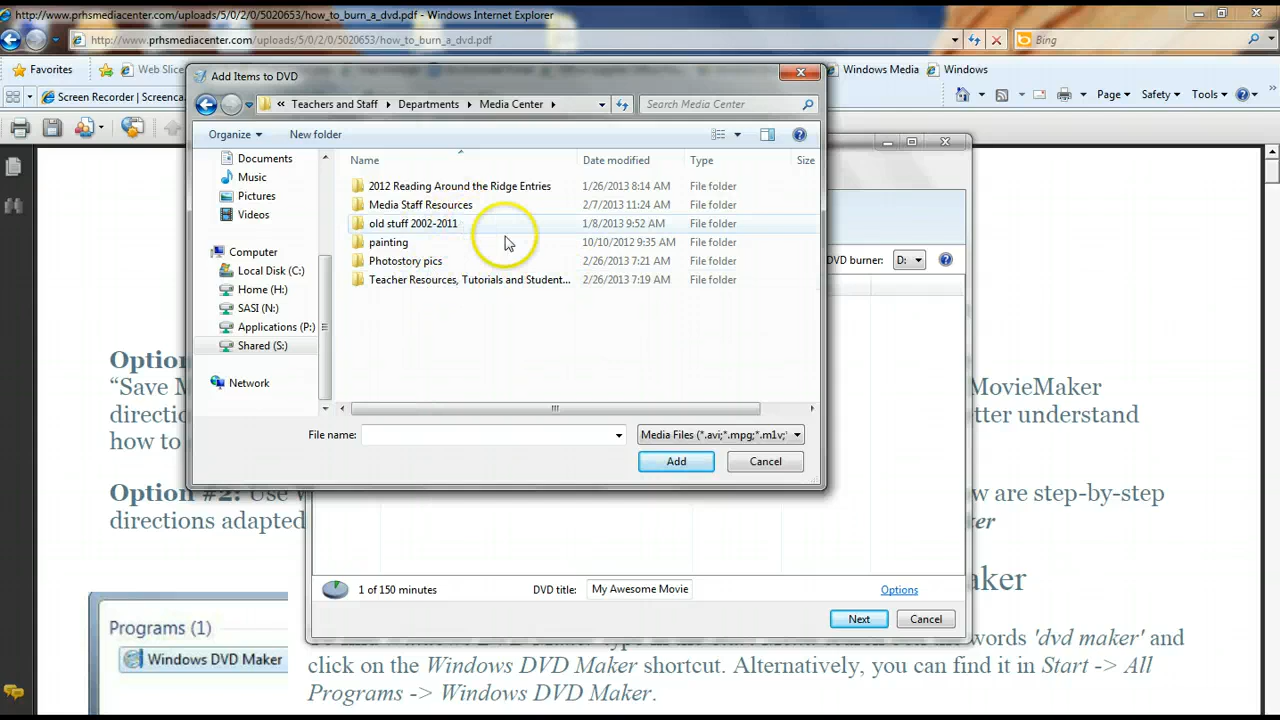 http://www.prhsmediacenter.com/uploads/5/0/2/0/5020653/how_to_burn_a_dvd.pdf - Windows Internet Explorer
http://www.prhsmediacenter.com/uploads/5/0/2/0/5020653/how_to_burn_a_dvd.pdf
Bing
Favorites
Web Slice
Windows Media
Windows
Screen Recorder | Screenca
Page
Safety
Tools
Add Items to DVD
« Teachers and Staff Departments Media Center
Search Media Center
Organize
New folder
Documents
Music
Pictures
Videos
Computer
Local Disk (C:)
Home (H:)
SASI (N:)
Applications (P:)
Shared (S:)
Network
Name Date modified Type Size
2012 Reading Around the Ridge Entries 1/26/2013 8:14 AM File folder
Media Staff Resources 2/7/2013 11:24 AM File folder
old stuff 2002-2011 1/8/2013 9:52 AM File folder
painting 10/10/2012 9:35 AM File folder
Photostory pics 2/26/2013 7:21 AM File folder
Teacher Resources, Tutorials and Student... 2/26/2013 7:19 AM File folder
File name:
Media Files (*.avi;*.mpg;*.m1v;*
Add
Cancel
DVD burner: D:
Option
“Save M MovieMaker
direction tter understand
how to
Option #2: Use W w are step-by-step
directions adapted er
aker
1 of 150 minutes
DVD title: My Awesome Movie
Options
Next
Cancel
Programs (1)
Windows DVD Maker
words 'dvd maker' and
click on the Windows DVD Maker shortcut. Alternatively, you can find it in Start -> All
Programs -> Windows DVD Maker.